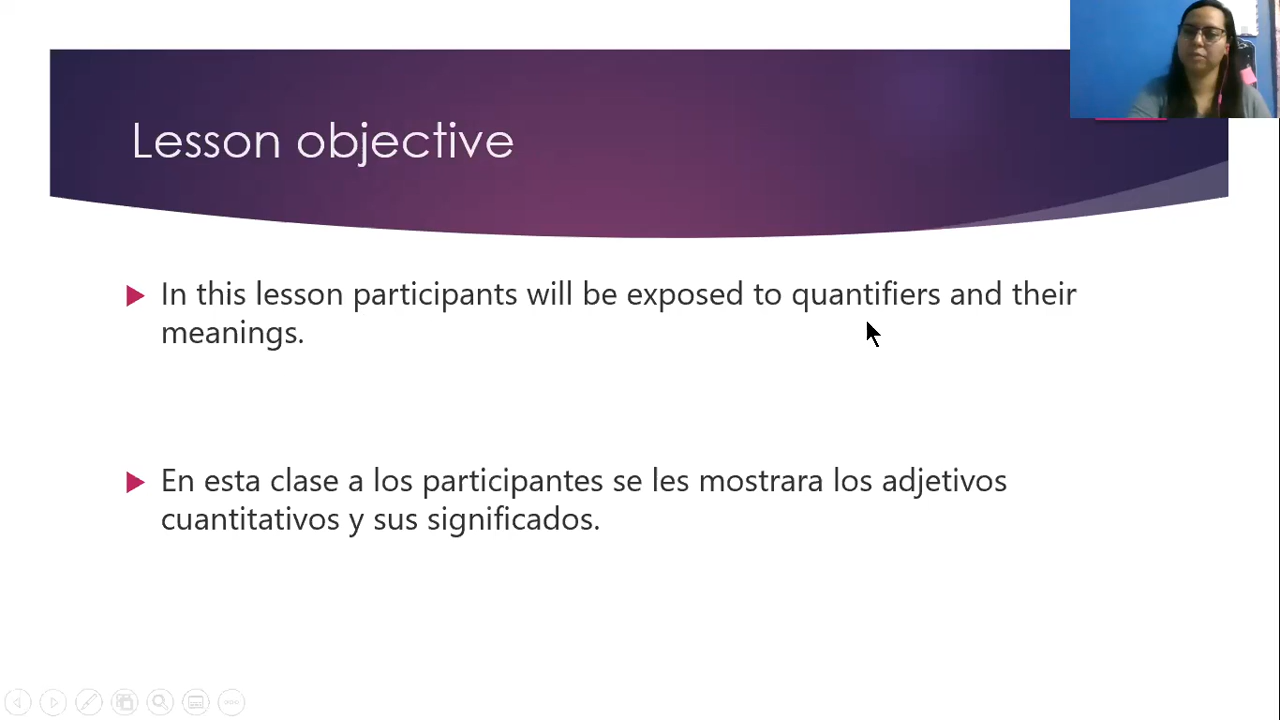 Lesson objective
In this lesson participants will be exposed to quantifiers and their
meanings.
En esta clase a los participantes se les mostrara los adjetivos
cuantitativos y sus significados.